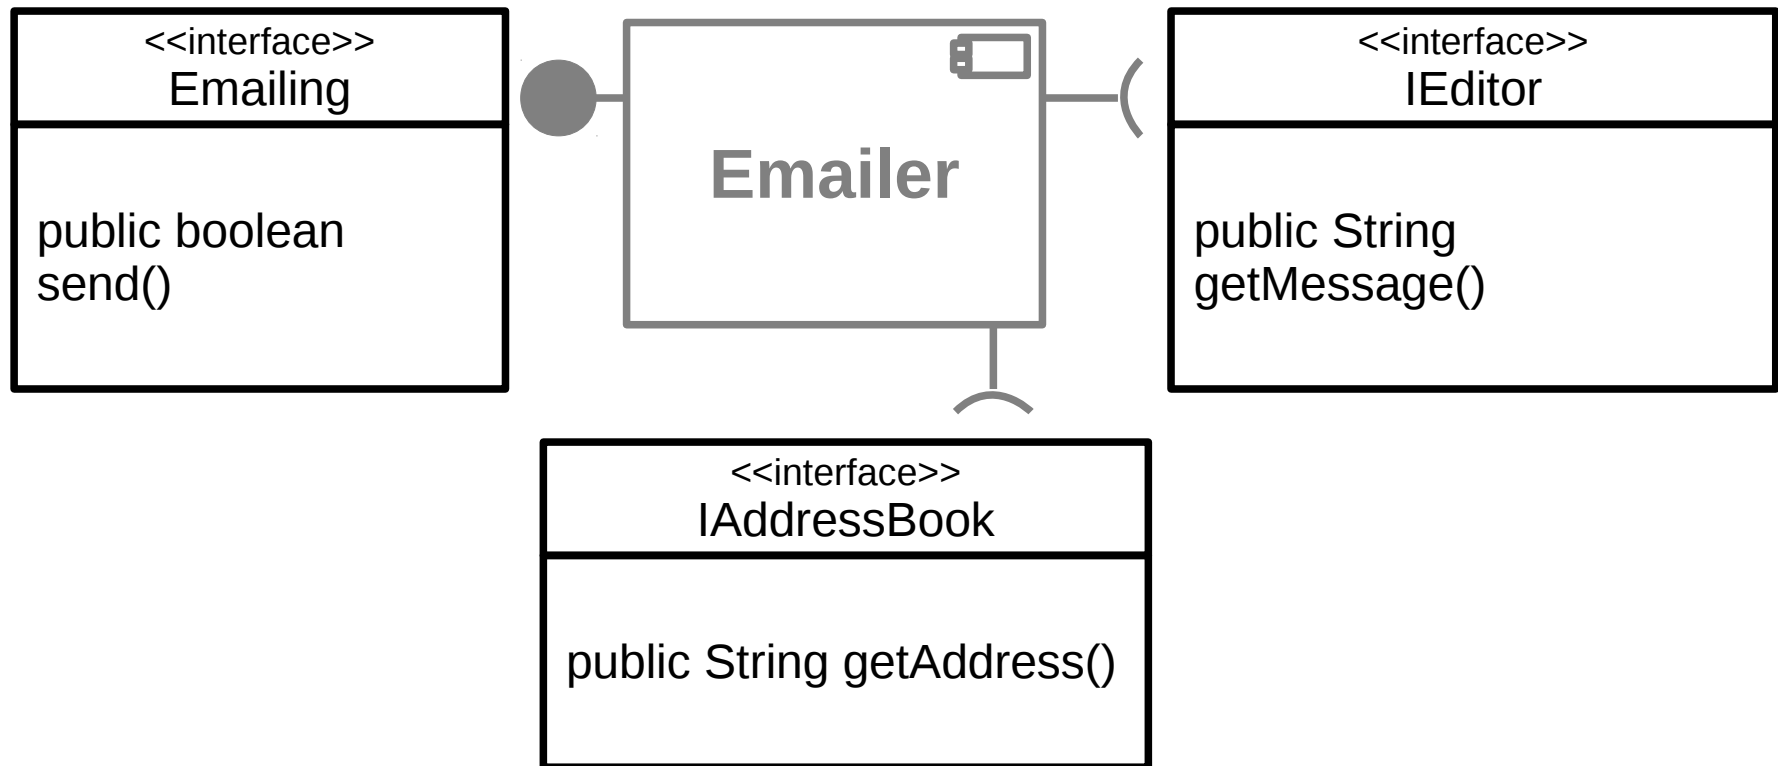 <<interface>>
Emailing
public boolean
send()
Emailer
<<interface>>
IEditor
public String
getMessage()
<<interface>>
IAddressBook
public String getAddress()